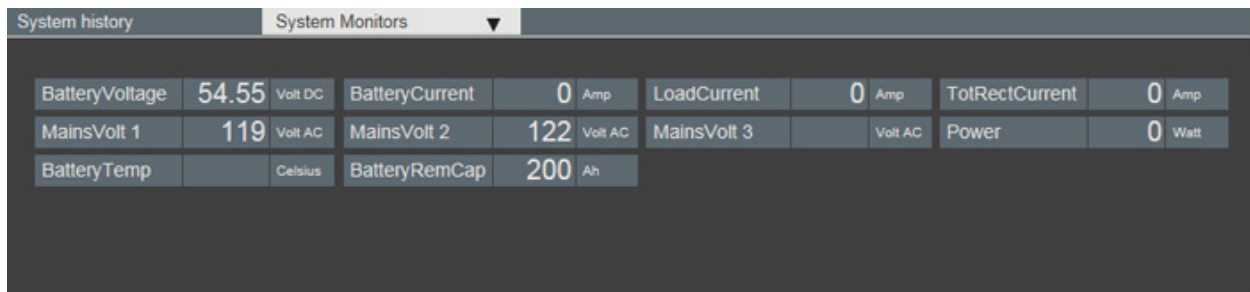 System history System Monitors ▼
BatteryVoltage 54.55 Volt DC BatteryCurrent 0 Amp LoadCurrent 0 Amp TotRectCurrent 0 Amp
MainsVolt 1 119 Volt AC MainsVolt 2 122 Volt AC MainsVolt 3 Volt AC Power 0 Watt
BatteryTemp Celsius BatteryRemCap 200 Ah